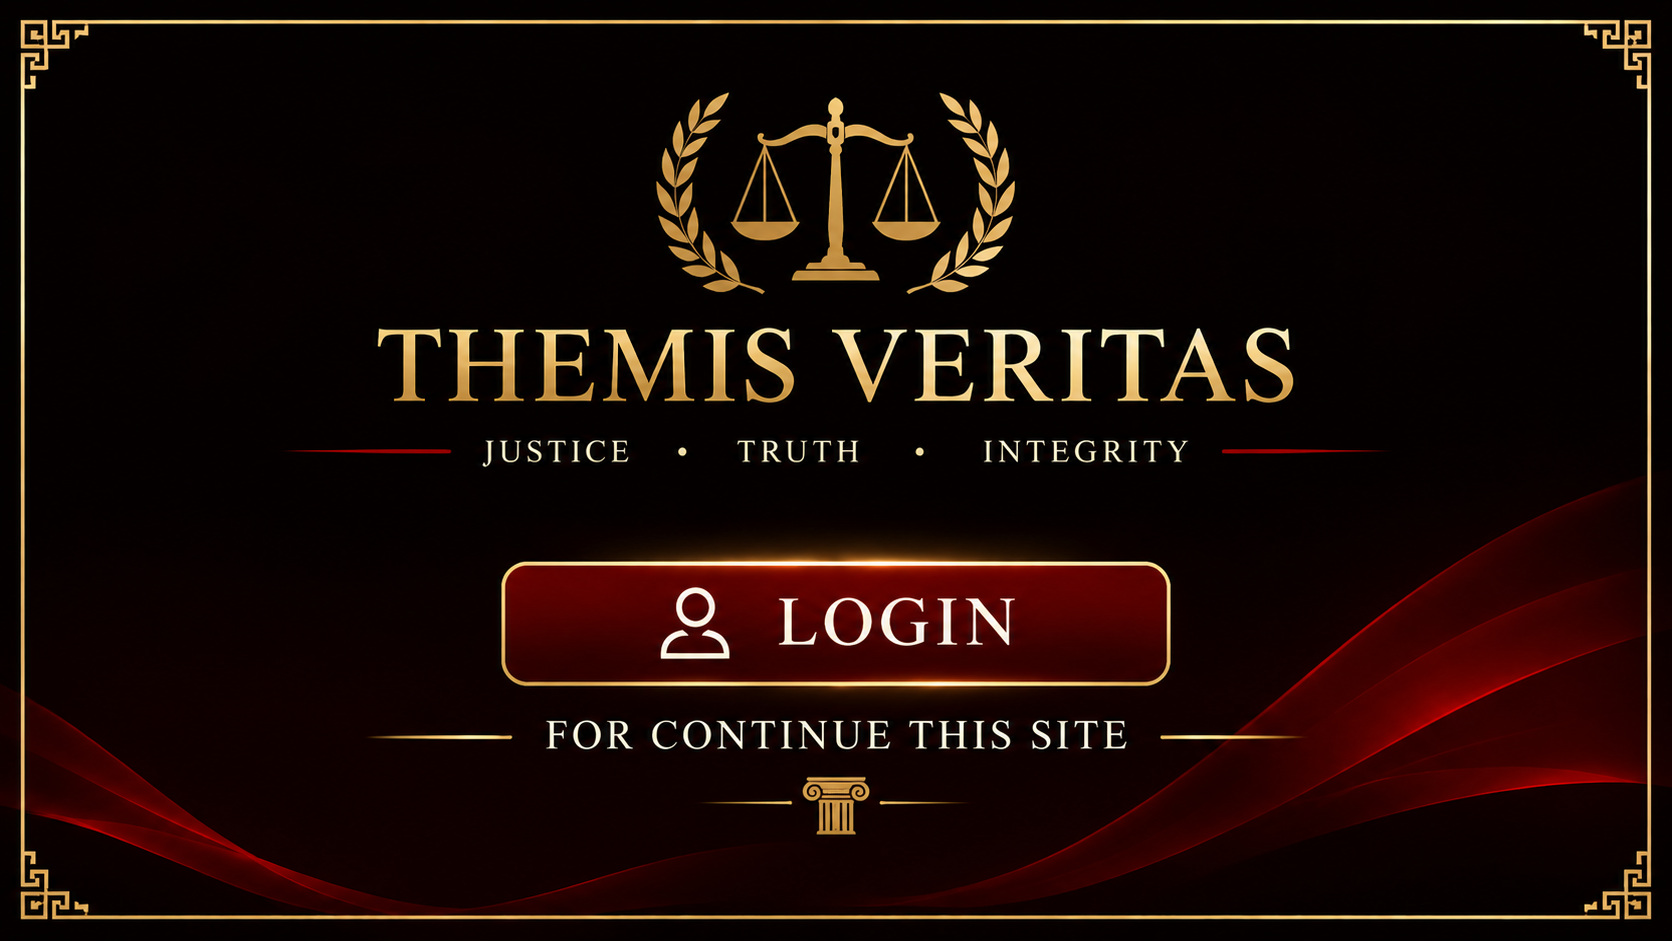 THEMIS VERITAS
JUSTICE • TRUTH • INTEGRITY
LOGIN
FOR CONTINUE THIS SITE